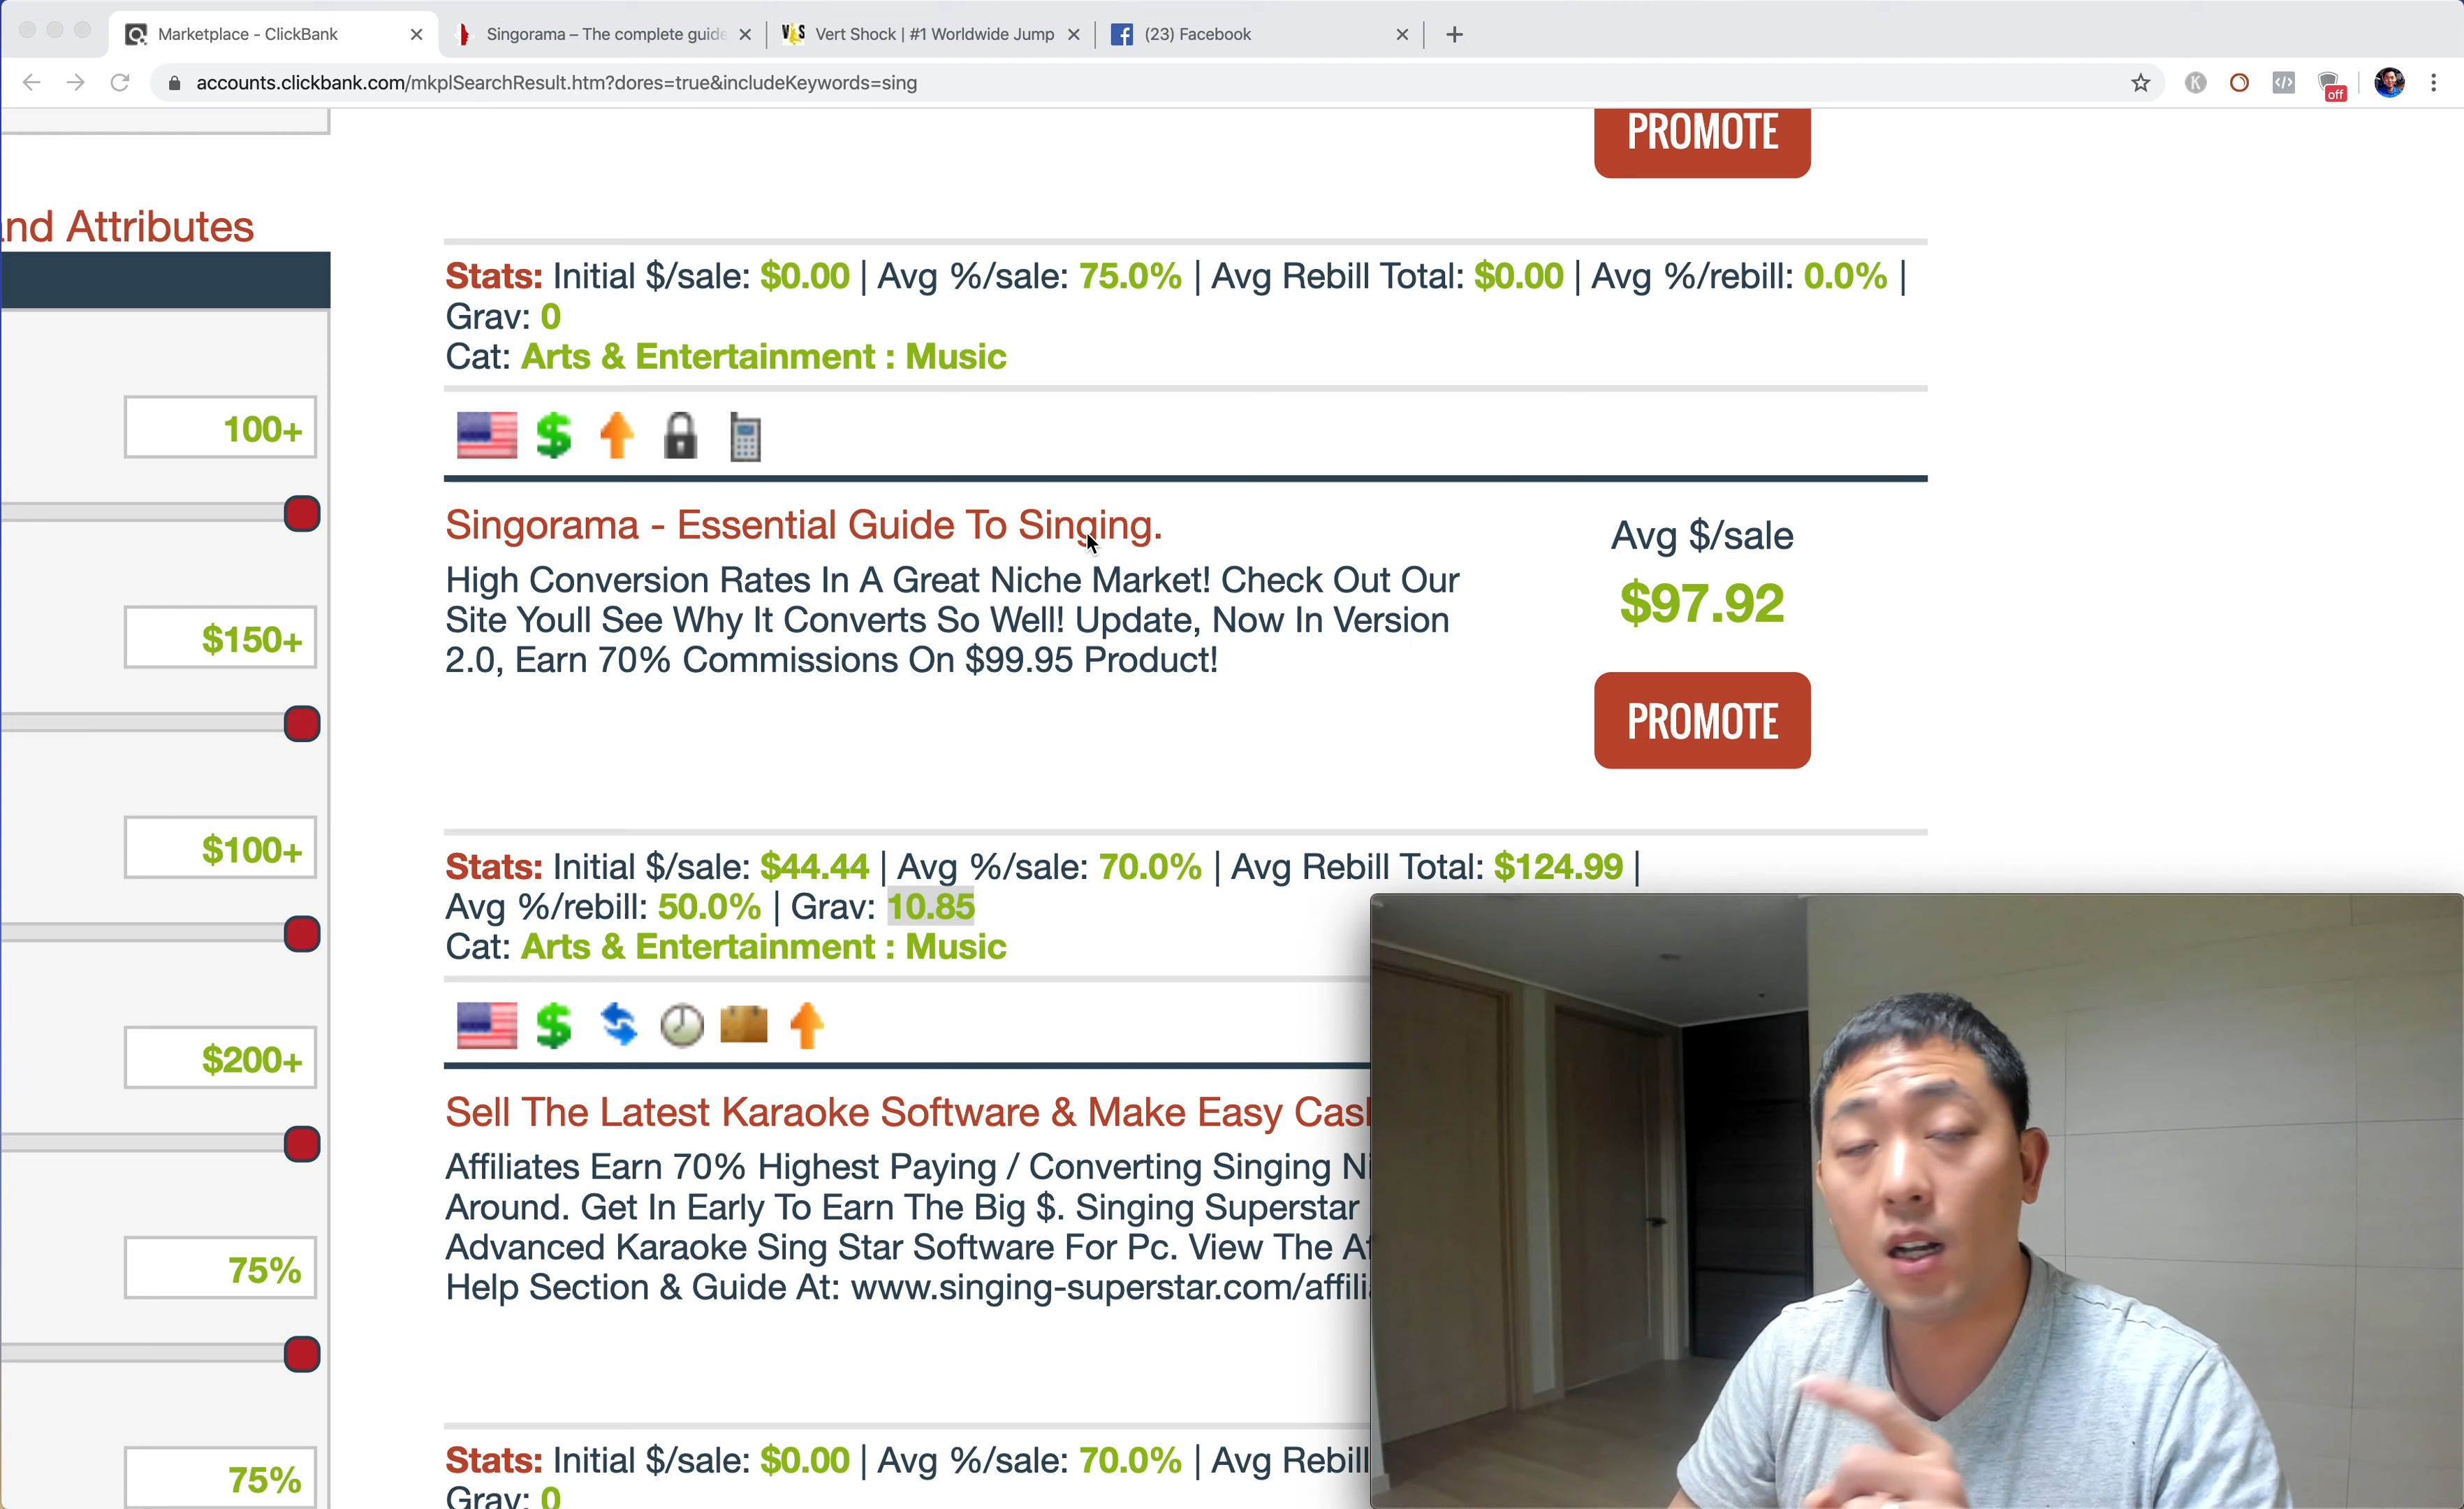 Marketplace - ClickBank
Singorama – The complete guide
Vert Shock | #1 Worldwide Jump
(23) Facebook
accounts.clickbank.com/mkplSearchResult.htm?dores=true&includeKeywords=sing
off
PROMOTE
nd Attributes
Stats: Initial $/sale: $0.00 | Avg %/sale: 75.0% | Avg Rebill Total: $0.00 | Avg %/rebill: 0.0% |
Grav: 0
Cat: Arts & Entertainment : Music
100+
Singorama - Essential Guide To Singing.
High Conversion Rates In A Great Niche Market! Check Out Our
Site Youll See Why It Converts So Well! Update, Now In Version
2.0, Earn 70% Commissions On $99.95 Product!
Avg $/sale
$97.92
PROMOTE
$150+
$100+
Stats: Initial $/sale: $44.44 | Avg %/sale: 70.0% | Avg Rebill Total: $124.99 |
Avg %/rebill: 50.0% | Grav: 10.85
Cat: Arts & Entertainment : Music
$200+
Sell The Latest Karaoke Software & Make Easy Cas
Affiliates Earn 70% Highest Paying / Converting Singing Ni
Around. Get In Early To Earn The Big $. Singing Superstar
Advanced Karaoke Sing Star Software For Pc. View The Af
Help Section & Guide At: www.singing-superstar.com/affili
75%
75%
Stats: Initial $/sale: $0.00 | Avg %/sale: 70.0% | Avg Rebill
Grav: 0